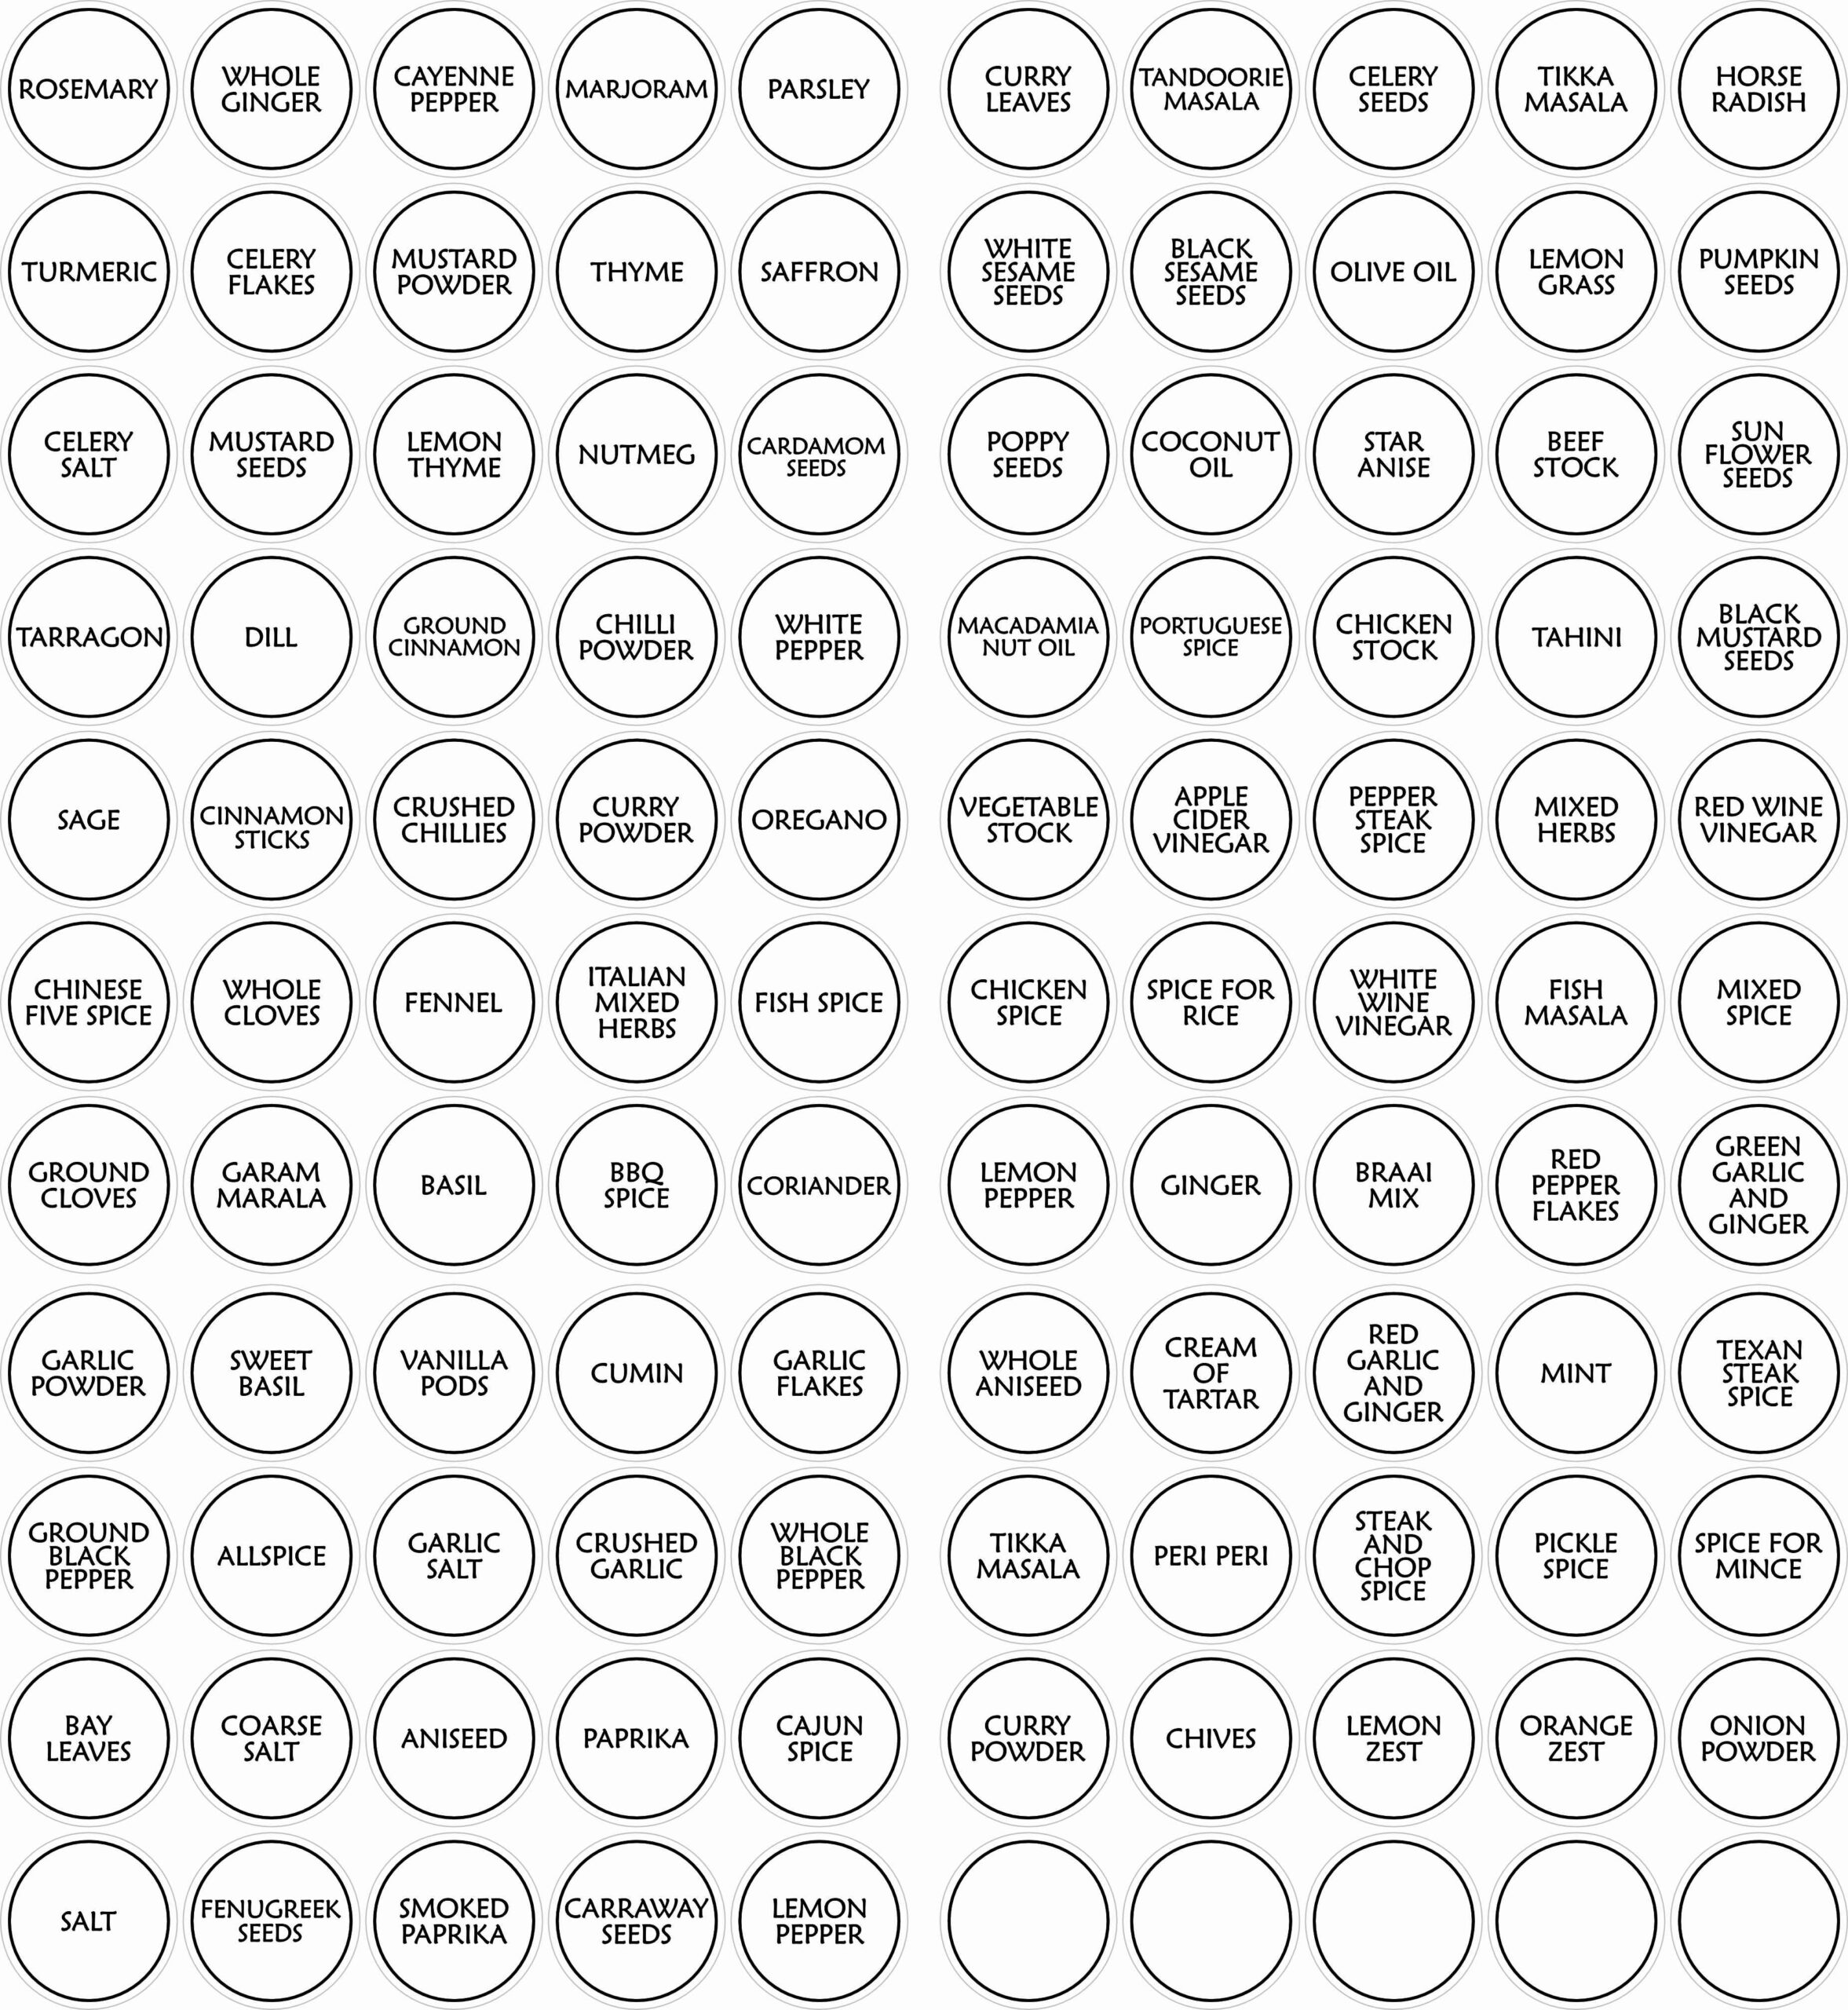 ROSEMARY
WHOLE
GINGER
CAYENNE
PEPPER
MARJORAM
PARSLEY
CURRY
LEAVES
TANDOORIE
MASALA
CELERY
SEEDS
TIKKA
MASALA
HORSE
RADISH
TURMERIC
CELERY
FLAKES
MUSTARD
POWDER
THYME
SAFFRON
WHITE
SESAME
SEEDS
BLACK
SESAME
SEEDS
OLIVE OIL
LEMON
GRASS
PUMPKIN
SEEDS
CELERY
SALT
MUSTARD
SEEDS
LEMON
THYME
NUTMEG
CARDAMOM
SEEDS
POPPY
SEEDS
COCONUT
OIL
STAR
ANISE
BEEF
STOCK
SUN
FLOWER
SEEDS
TARRAGON
DILL
GROUND
CINNAMON
CHILLI
POWDER
WHITE
PEPPER
MACADAMIA
NUT OIL
PORTUGUESE
SPICE
CHICKEN
STOCK
TAHINI
BLACK
MUSTARD
SEEDS
SAGE
CINNAMON
STICKS
CRUSHED
CHILLIES
CURRY
POWDER
OREGANO
VEGETABLE
STOCK
APPLE
CIDER
VINEGAR
PEPPER
STEAK
SPICE
MIXED
HERBS
RED WINE
VINEGAR
CHINESE
FIVE SPICE
WHOLE
CLOVES
FENNEL
ITALIAN
MIXED
HERBS
FISH SPICE
CHICKEN
SPICE
SPICE FOR
RICE
WHITE
WINE
VINEGAR
FISH
MASALA
MIXED
SPICE
GROUND
CLOVES
GARAM
MARALA
BASIL
BBQ
SPICE
CORIANDER
LEMON
PEPPER
GINGER
BRAAI
MIX
RED
PEPPER
FLAKES
GREEN
GARLIC
AND
GINGER
GARLIC
POWDER
SWEET
BASIL
VANILLA
PODS
CUMIN
GARLIC
FLAKES
WHOLE
ANISEED
CREAM
OF
TARTAR
RED
GARLIC
AND
GINGER
MINT
TEXAN
STEAK
SPICE
GROUND
BLACK
PEPPER
ALLSPICE
GARLIC
SALT
CRUSHED
GARLIC
WHOLE
BLACK
PEPPER
TIKKA
MASALA
PERI PERI
STEAK
AND
CHOP
SPICE
PICKLE
SPICE
SPICE FOR
MINCE
BAY
LEAVES
COARSE
SALT
ANISEED
PAPRIKA
CAJUN
SPICE
CURRY
POWDER
CHIVES
LEMON
ZEST
ORANGE
ZEST
ONION
POWDER
SALT
FENUGREEK
SEEDS
SMOKED
PAPRIKA
CARRAWAY
SEEDS
LEMON
PEPPER